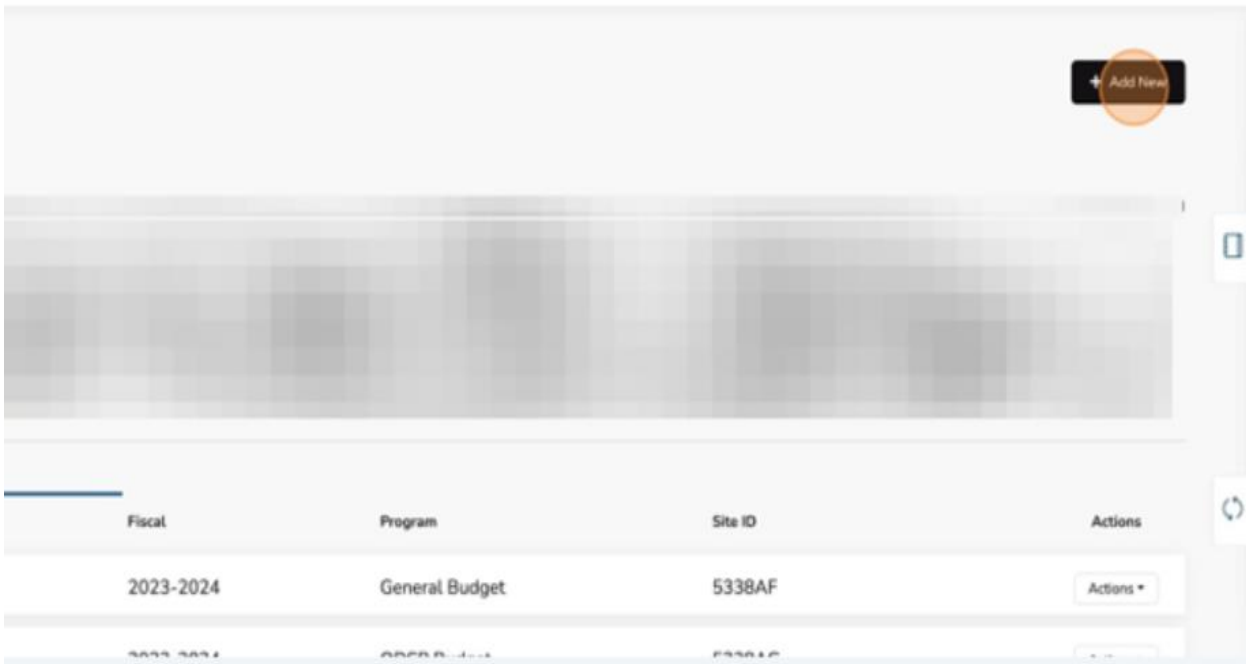 + Add New
Fiscal Program Site ID Actions
2023-2024 General Budget 5338AF Actions